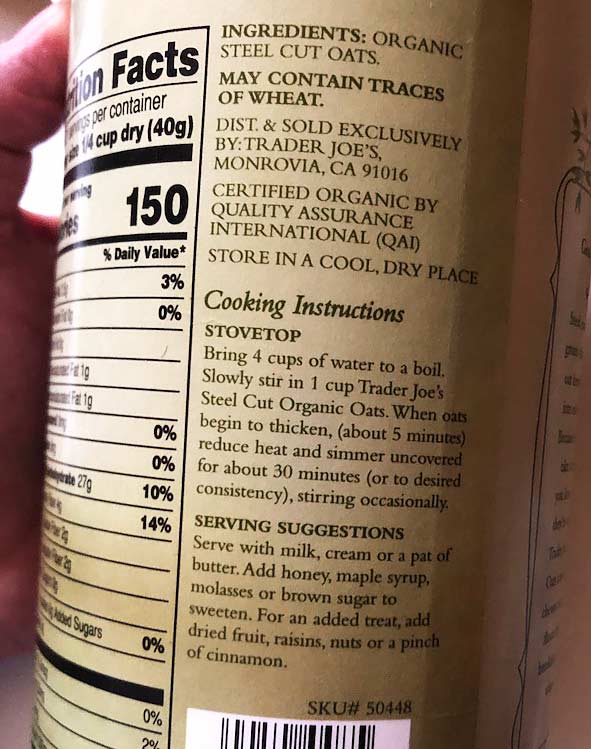 Facts
per container
1/4 cup dry (40g)
150
% Daily Value*
3%
0%
Fat 1g
Fat 1g
0%
0%
27g 10%
14%
2g
2g
Added Sugars 0%
0%
2%
INGREDIENTS: ORGANIC
STEEL CUT OATS.
MAY CONTAIN TRACES
OF WHEAT.
DIST. & SOLD EXCLUSIVELY
BY: TRADER JOE'S,
MONROVIA, CA 91016
CERTIFIED ORGANIC BY
QUALITY ASSURANCE
INTERNATIONAL (QAI)
STORE IN A COOL, DRY PLACE
Cooking Instructions
STOVETOP
Bring 4 cups of water to a boil.
Slowly stir in 1 cup Trader Joe's
Steel Cut Organic Oats. When oats
begin to thicken, (about 5 minutes)
reduce heat and simmer uncovered
for about 30 minutes (or to desired
consistency), stirring occasionally.
SERVING SUGGESTIONS
Serve with milk, cream or a pat of
butter. Add honey, maple syrup,
molasses or brown sugar to
sweeten. For an added treat, add
dried fruit, raisins, nuts or a pinch
of cinnamon.
SKU# 50448